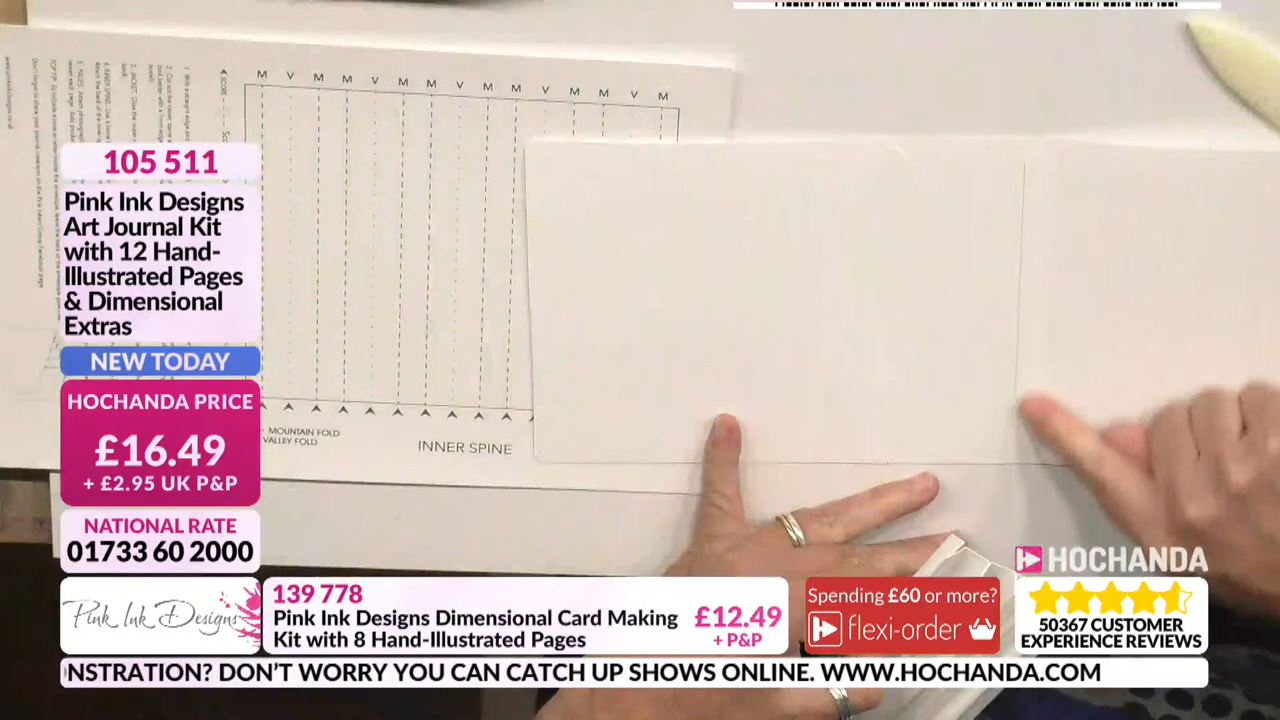 M V M M V M M V M M V M M V M
105 511
Pink Ink Designs
Art Journal Kit
with 12 Hand-
Illustrated Pages
& Dimensional
Extras
NEW TODAY
HOCHANDA PRICE
£16.49
+ £2.95 UK P&P
NATIONAL RATE
01733 60 2000
MOUNTAIN FOLD
VALLEY FOLD
INNER SPINE
HOCHANDA
Pink Ink Designs
139 778
Pink Ink Designs Dimensional Card Making
Kit with 8 Hand-Illustrated Pages
£12.49
+ P&P
Spending £60 or more?
flexi-order
50367 CUSTOMER
EXPERIENCE REVIEWS
NSTRATION? DON'T WORRY YOU CAN CATCH UP SHOWS ONLINE. WWW.HOCHANDA.COM